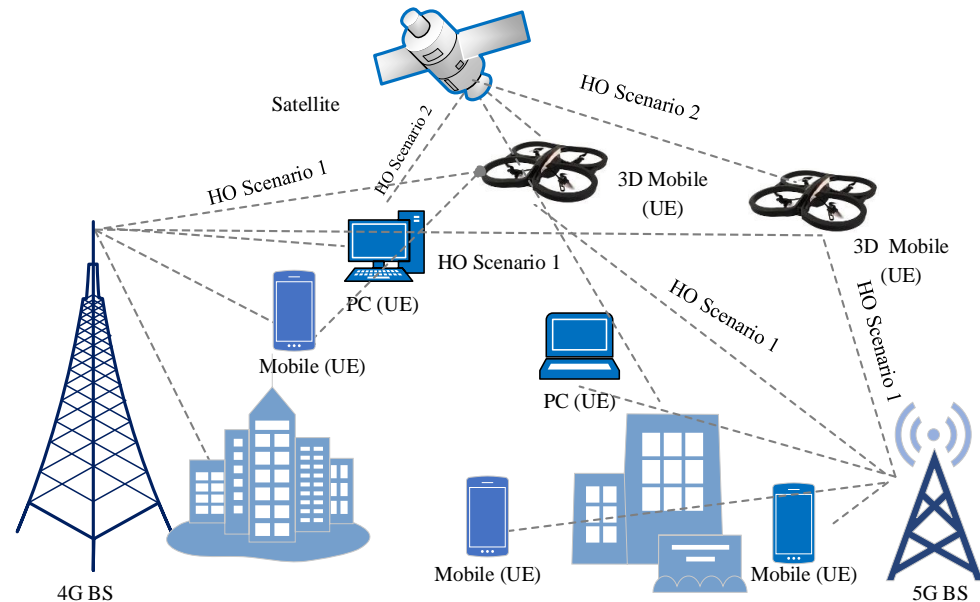 HO Scenario 2
Satellite
HO Scenario 2
HO Scenario 1
3D Mobile
(UE)
3D Mobile
(UE)
HO Scenario 1
PC (UE)
HO Scenario 1
HO Scenario 1
Mobile (UE)
PC (UE)
Mobile (UE)
Mobile (UE)
4G BS
5G BS